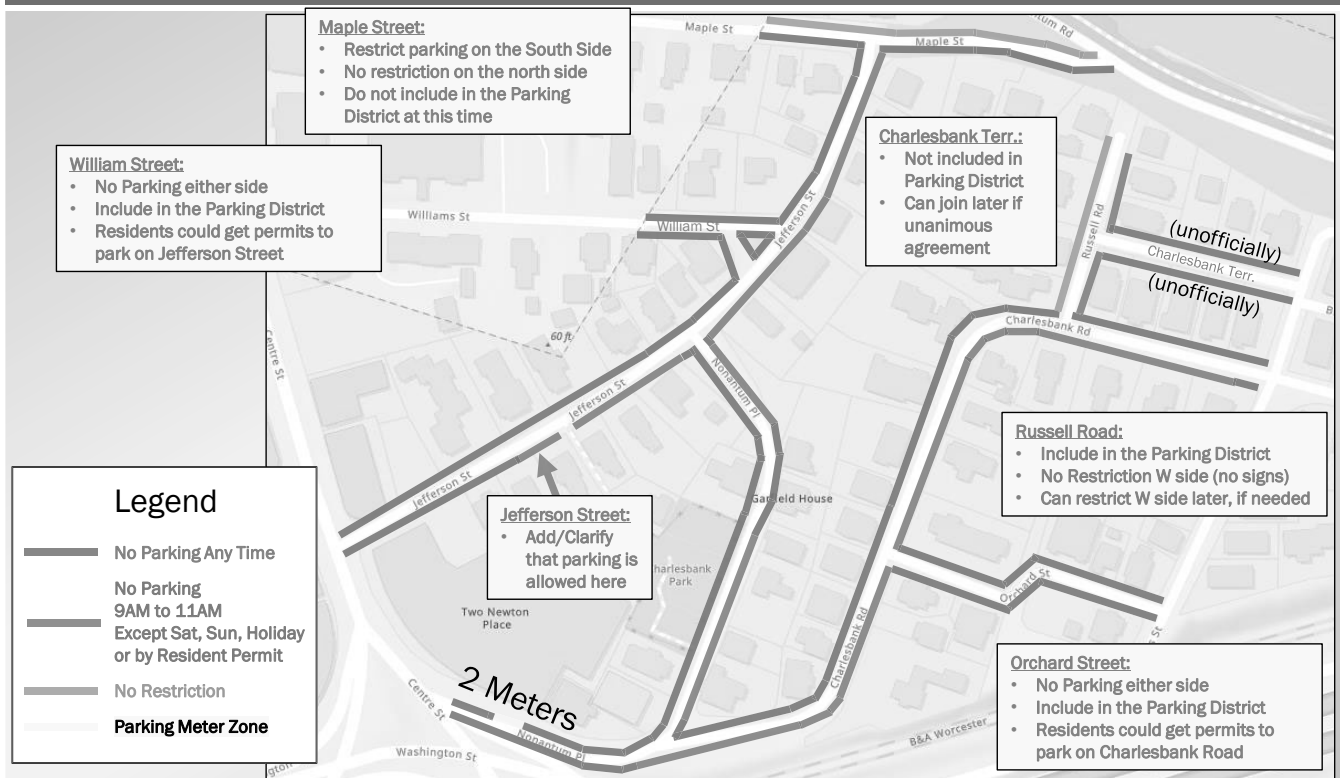 Maple Street:
• Restrict parking on the South Side
• No restriction on the north side
• Do not include in the Parking
District at this time
Maple St
Maple St
tum Rd
William Street:
• No Parking either side
• Include in the Parking District
• Residents could get permits to
park on Jefferson Street
Charlesbank Terr.:
• Not included in
Parking District
• Can join later if
unanimous
agreement
Williams St
William St
Jefferson St
Russell Rd
(unofficially)
Charlesbank Terr.
(unofficially)
Charlesbank Rd
60 ft
Centre St
Nonantum Pl
Jefferson St
Jefferson St
Russell Road:
• Include in the Parking District
• No Restriction W side (no signs)
• Can restrict W side later, if needed
Legend
No Parking Any Time
No Parking
9AM to 11AM
Except Sat, Sun, Holiday
or by Resident Permit
No Restriction
Parking Meter Zone
Jefferson Street:
• Add/Clarify
that parking is
allowed here
Garfield House
Charlesbank
Park
Two Newton
Place
Orchard St
s St
Charlesbank Rd
Orchard Street:
• No Parking either side
• Include in the Parking District
• Residents could get permits to
park on Charlesbank Road
2 Meters
Centre St
Nonantum Pl
Washington St
B&A Worcester
ngton St